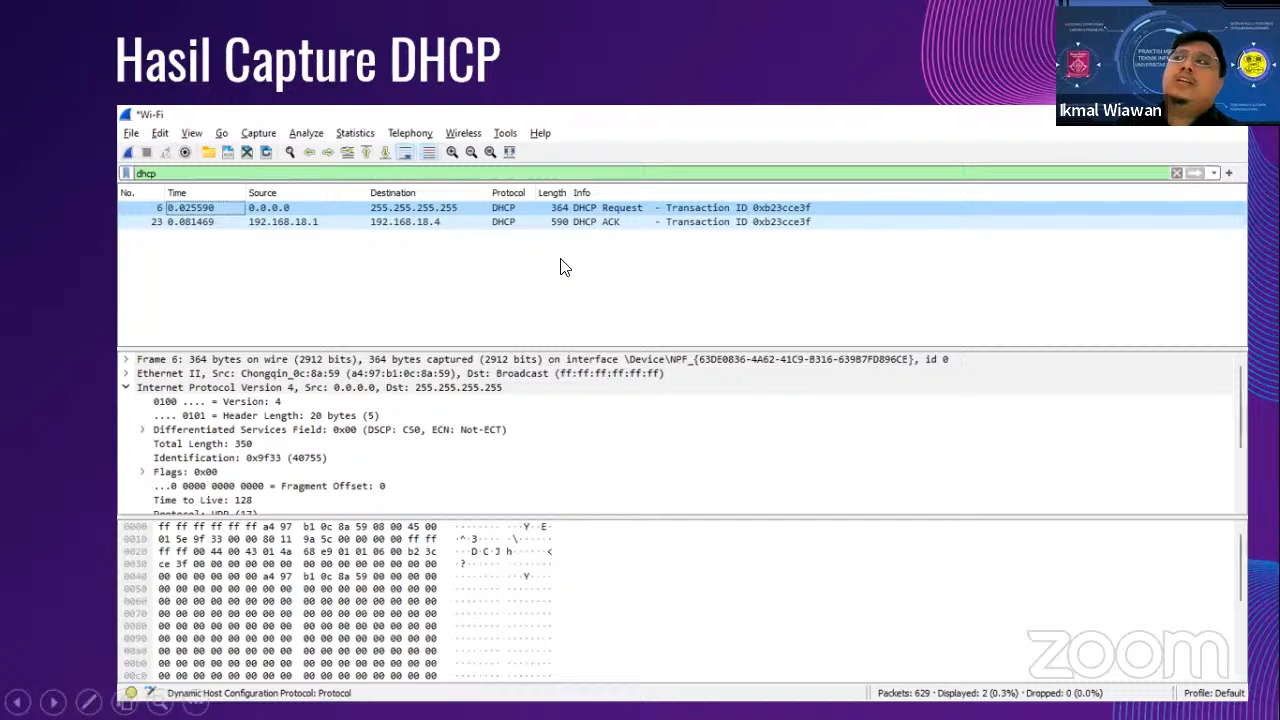 Hasil Capture DHCP
PRAKTISI
TEKNIK
UNIVERSITAS
Ikmal Wiawan
*Wi-Fi
File Edit View Go Capture Analyze Statistics Telephony Wireless Tools Help
dhcp
No. Time Source Destination Protocol Length Info
6 0.025590 0.0.0.0 255.255.255.255 DHCP 364 DHCP Request - Transaction ID 0xb23cce3f
23 0.081469 192.168.18.1 192.168.18.4 DHCP 590 DHCP ACK - Transaction ID 0xb23cce3f
Frame 6: 364 bytes on wire (2912 bits), 364 bytes captured (2912 bits) on interface \Device\NPF_{63DE0836-4A62-41C9-B316-639B7FD896CE}, id 0
Ethernet II, Src: Chongqin_0c:8a:59 (a4:97:b1:0c:8a:59), Dst: Broadcast (ff:ff:ff:ff:ff:ff)
Internet Protocol Version 4, Src: 0.0.0.0, Dst: 255.255.255.255
0100 .... = Version: 4
.... 0101 = Header Length: 20 bytes (5)
Differentiated Services Field: 0x00 (DSCP: CS0, ECN: Not-ECT)
Total Length: 350
Identification: 0x9f33 (40755)
Flags: 0x00
...0 0000 0000 0000 = Fragment Offset: 0
Time to Live: 128
Protocol: UDP (17)
0000 ff ff ff ff ff ff a4 97 b1 0c 8a 59 08 00 45 00 ········ ···Y··E·
0010 01 5e 9f 33 00 00 80 11 9a 5c 00 00 00 00 ff ff ·^·3···· ·\······
0020 ff ff 00 44 00 43 01 4a 68 e9 01 01 06 00 b2 3c ···D·C·J h······<
0030 ce 3f 00 00 00 00 00 00 00 00 00 00 00 00 00 00 ·?······ ········
0040 00 00 00 00 00 00 a4 97 b1 0c 8a 59 00 00 00 00 ········ ···Y····
0050 00 00 00 00 00 00 00 00 00 00 00 00 00 00 00 00 ········ ········
0060 00 00 00 00 00 00 00 00 00 00 00 00 00 00 00 00 ········ ········
0070 00 00 00 00 00 00 00 00 00 00 00 00 00 00 00 00 ········ ········
0080 00 00 00 00 00 00 00 00 00 00 00 00 00 00 00 00 ········ ········
0090 00 00 00 00 00 00 00 00 00 00 00 00 00 00 00 00 ········ ········
00a0 00 00 00 00 00 00 00 00 00 00 00 00 00 00 00 00 ········ ········
00b0 00 00 00 00 00 00 00 00 00 00 00 00 00 00 00 00 ········ ········
00c0 00 00 00 00 00 00 00 00 00 00 00 00 00 00 00 00 ········ ········
zoom
Dynamic Host Configuration Protocol: Protocol Packets: 629 · Displayed: 2 (0.3%) · Dropped: 0 (0.0%) Profile: Default